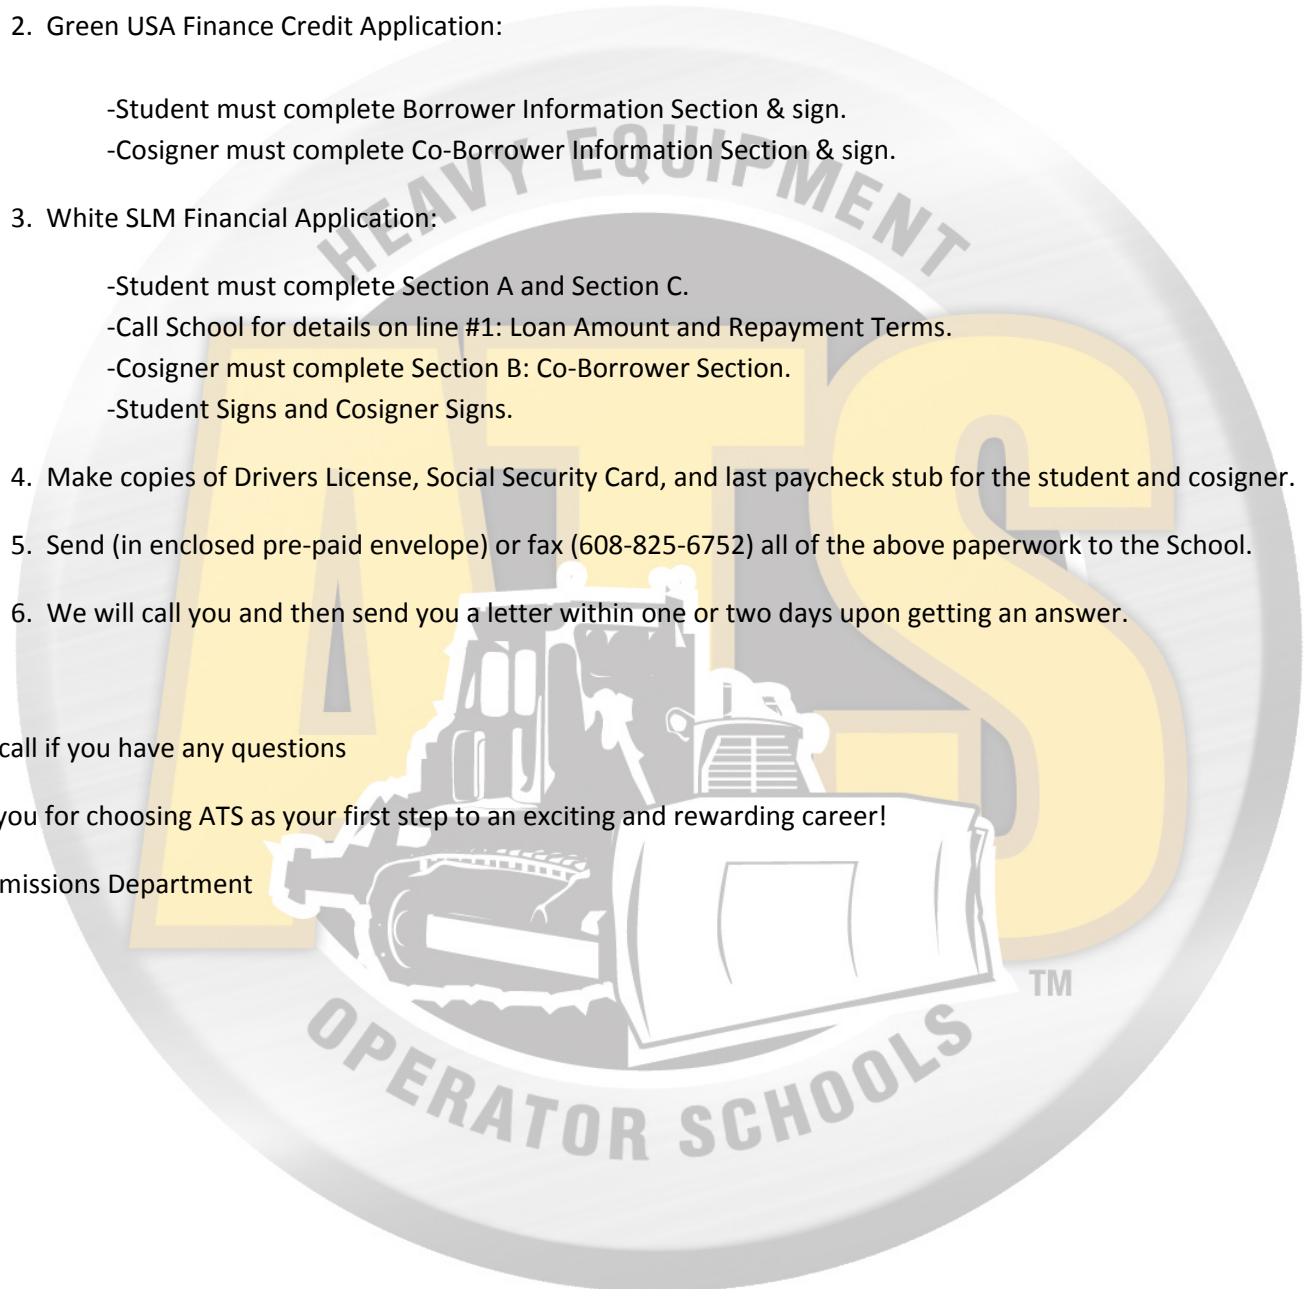 2. Green USA Finance Credit Application:
-Student must complete Borrower Information Section & sign.
-Cosigner must complete Co-Borrower Information Section & sign.
3. White SLM Financial Application:
-Student must complete Section A and Section C.
-Call School for details on line #1: Loan Amount and Repayment Terms.
-Cosigner must complete Section B: Co-Borrower Section.
-Student Signs and Cosigner Signs.
4. Make copies of Drivers License, Social Security Card, and last paycheck stub for the student and cosigner.
5. Send (in enclosed pre-paid envelope) or fax (608-825-6752) all of the above paperwork to the School.
6. We will call you and then send you a letter within one or two days upon getting an answer.
call if you have any questions
you for choosing ATS as your first step to an exciting and rewarding career!
missions Department
HEAVY EQUIPMENT
ATS
TM
OPERATOR SCHOOLS